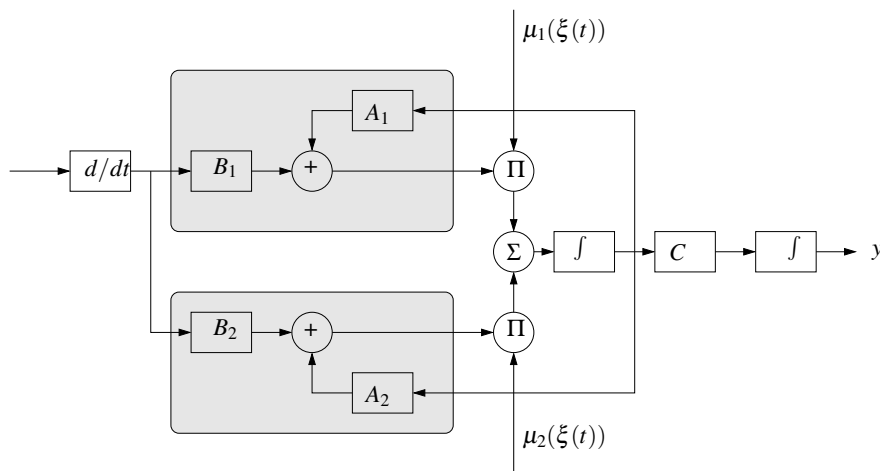 μ₁(ξ(t))
A₁
d/dt
B₁
+
Π
Σ
∫
C
∫
y
B₂
+
Π
A₂
μ₂(ξ(t))